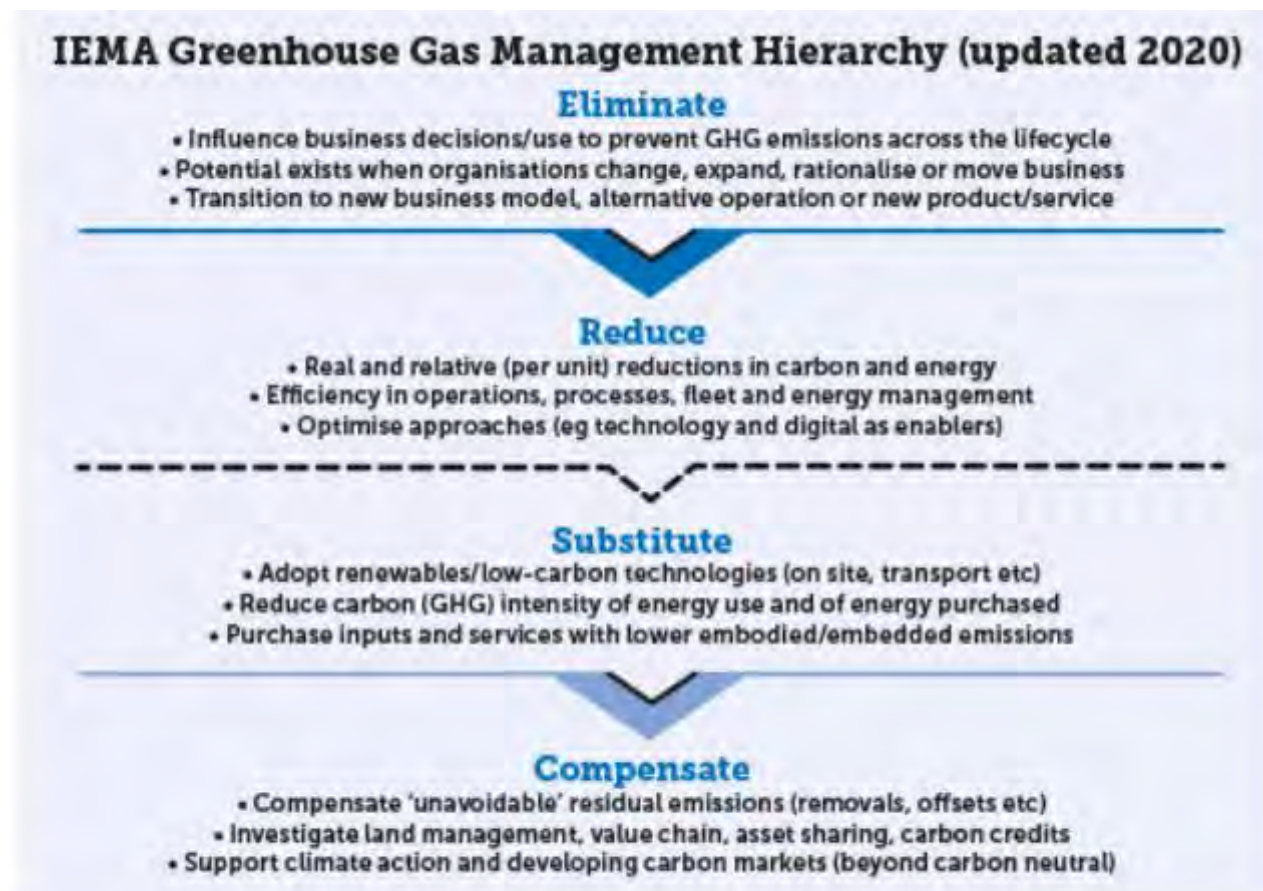 IEMA Greenhouse Gas Management Hierarchy (updated 2020)
Eliminate
• Influence business decisions/use to prevent GHG emissions across the lifecycle
• Potential exists when organisations change, expand, rationalise or move business
• Transition to new business model, alternative operation or new product/service
Reduce
• Real and relative (per unit) reductions in carbon and energy
• Efficiency in operations, processes, fleet and energy management
• Optimise approaches (eg technology and digital as enablers)
Substitute
• Adopt renewables/low-carbon technologies (on site, transport etc)
• Reduce carbon (GHG) intensity of energy use and of energy purchased
• Purchase inputs and services with lower embodied/embedded emissions
Compensate
• Compensate ‘unavoidable’ residual emissions (removals, offsets etc)
• Investigate land management, value chain, asset sharing, carbon credits
• Support climate action and developing carbon markets (beyond carbon neutral)